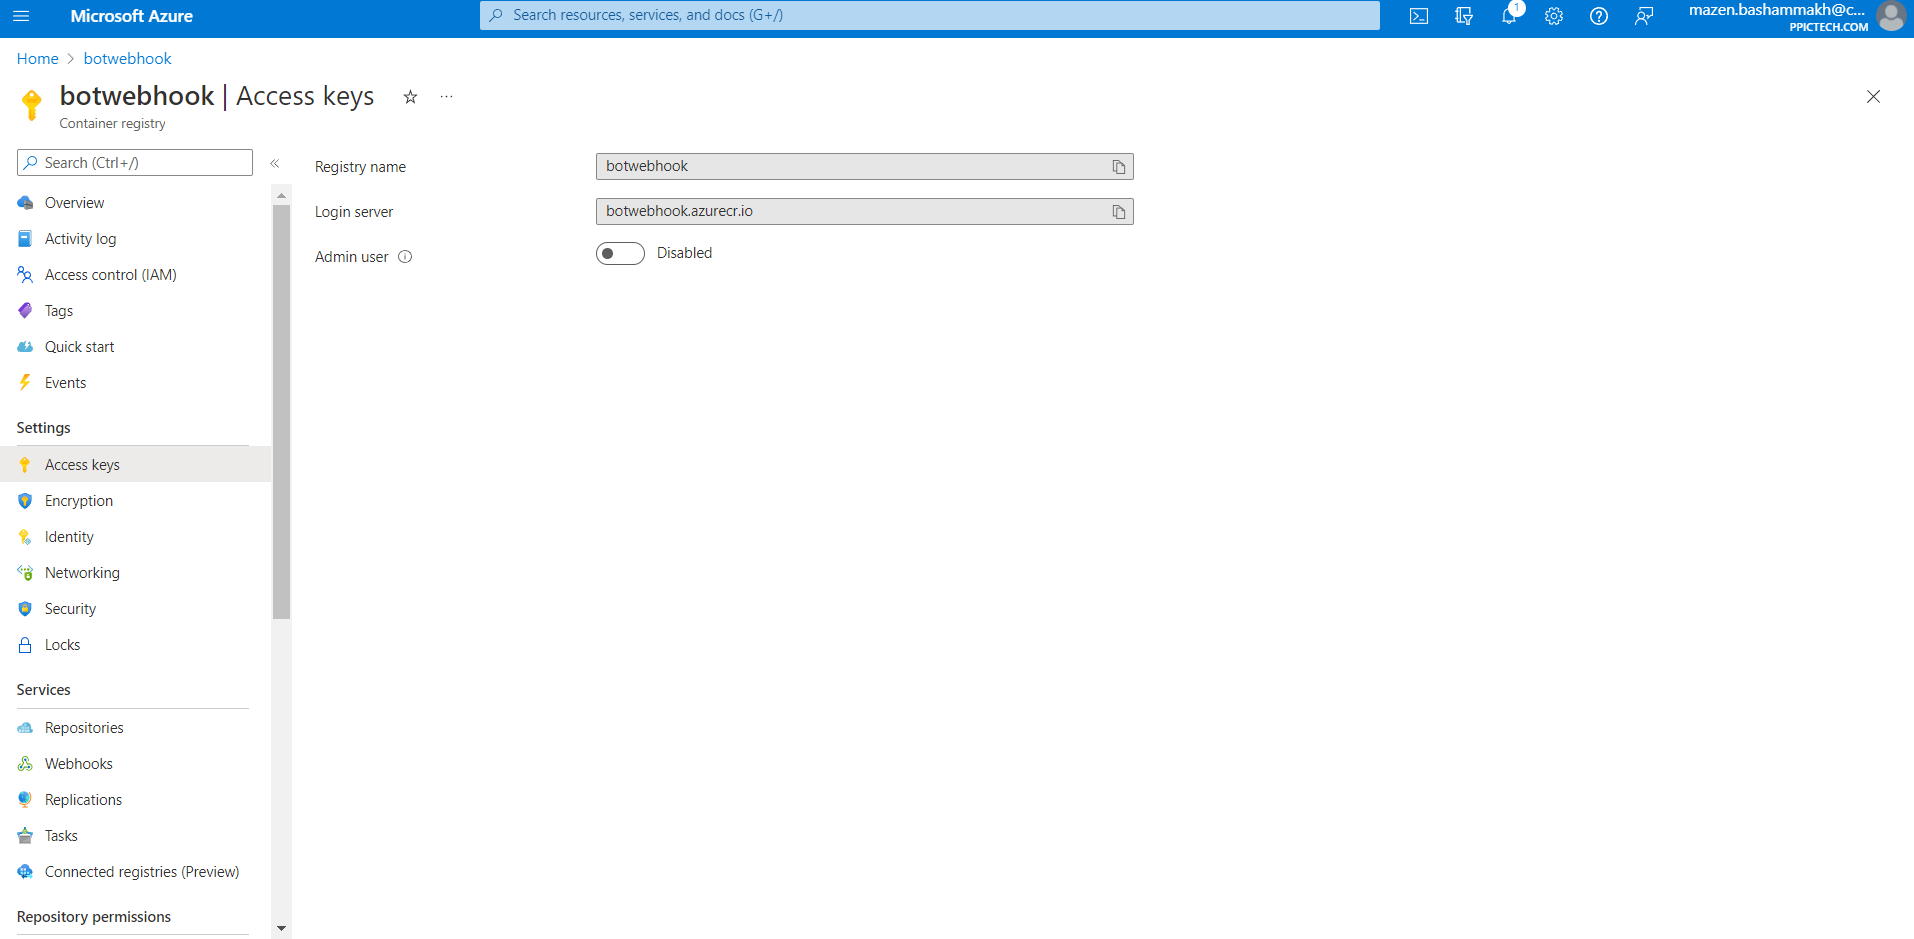 Microsoft Azure
Search resources, services, and docs (G+/)
1
mazen.bashammakh@c...
PPICTECH.COM
Home > botwebhook
botwebhook | Access keys
Container registry
Search (Ctrl+/)
Overview
Activity log
Access control (IAM)
Tags
Quick start
Events
Settings
Access keys
Encryption
Identity
Networking
Security
Locks
Services
Repositories
Webhooks
Replications
Tasks
Connected registries (Preview)
Repository permissions
Registry name
botwebhook
Login server
botwebhook.azurecr.io
Admin user
Disabled